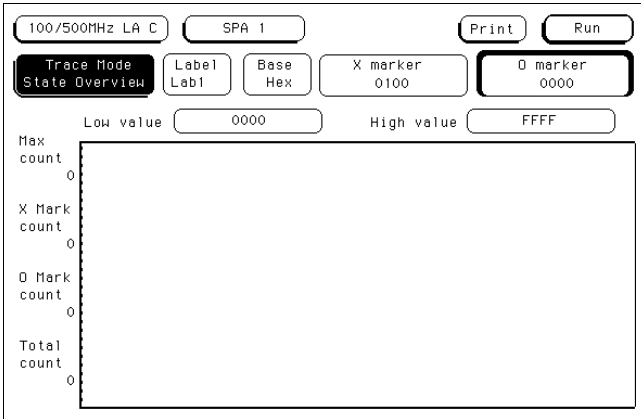 100/500MHz LA C
SPA 1
Print
Run
Trace Mode
State Overview
Label
Lab1
Base
Hex
X marker
0100
O marker
0000
Low value
0000
High value
FFFF
Max
count
0
X Mark
count
0
O Mark
count
0
Total
count
0